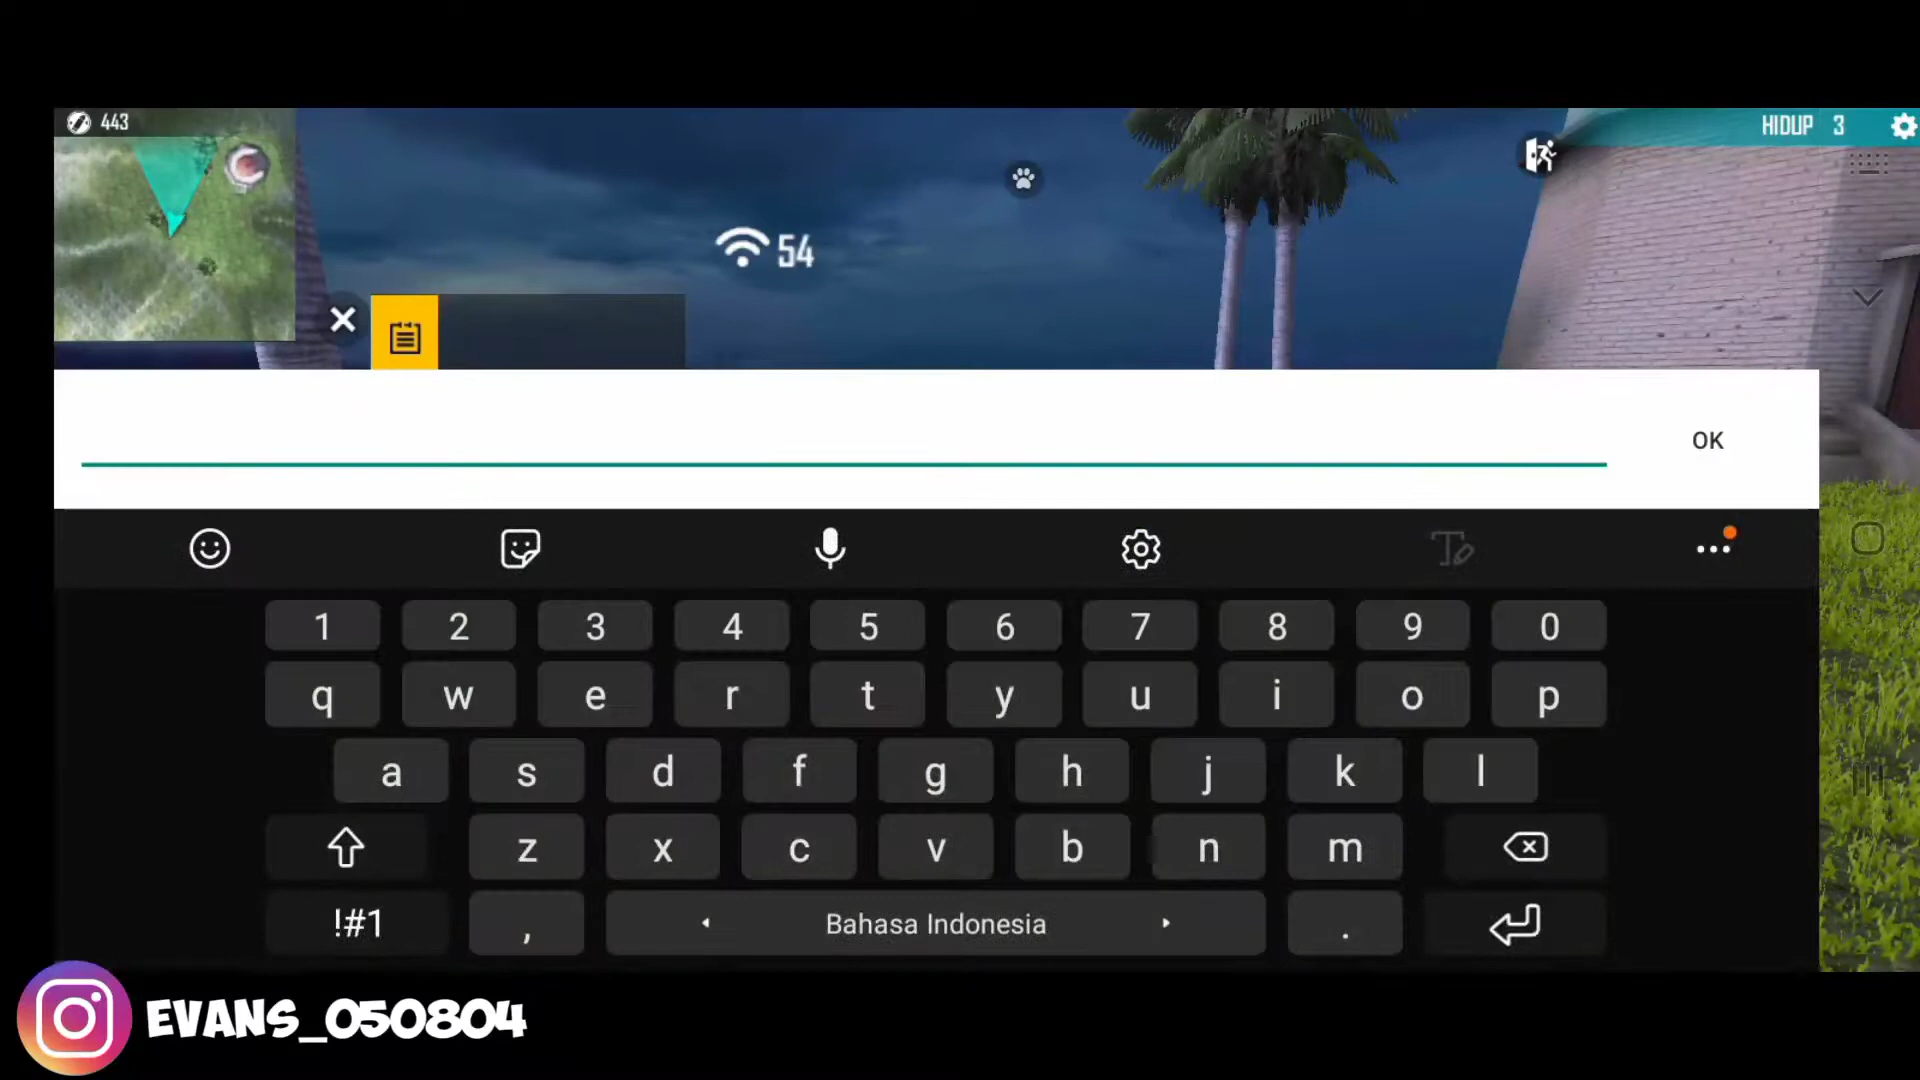 443
HIDUP 3
54
OK
1 2 3 4 5 6 7 8 9 0
q w e r t y u i o p
a s d f g h j k l
z x c v b n m
!#1 , Bahasa Indonesia .
EVANS_050804